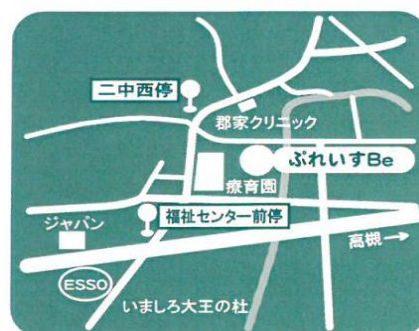 二中西停
郡家クリニック
ぷれいすBe
療育園
福祉センター前停
ジャパン
高槻→
ESSO
いましろ大王の杜